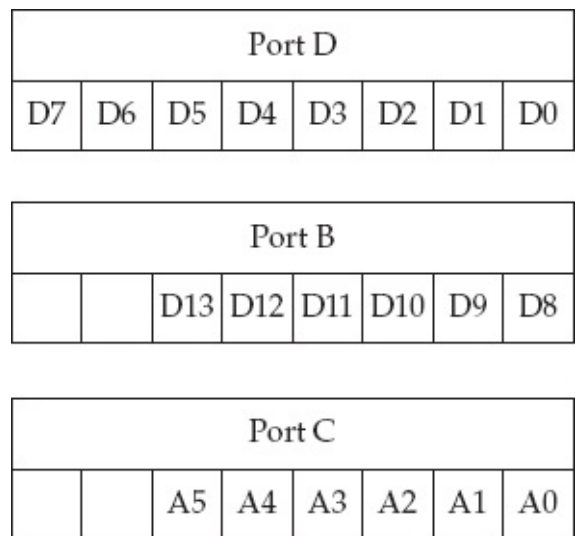 Port D
D7 D6 D5 D4 D3 D2 D1 D0
Port B
D13 D12 D11 D10 D9 D8
Port C
A5 A4 A3 A2 A1 A0